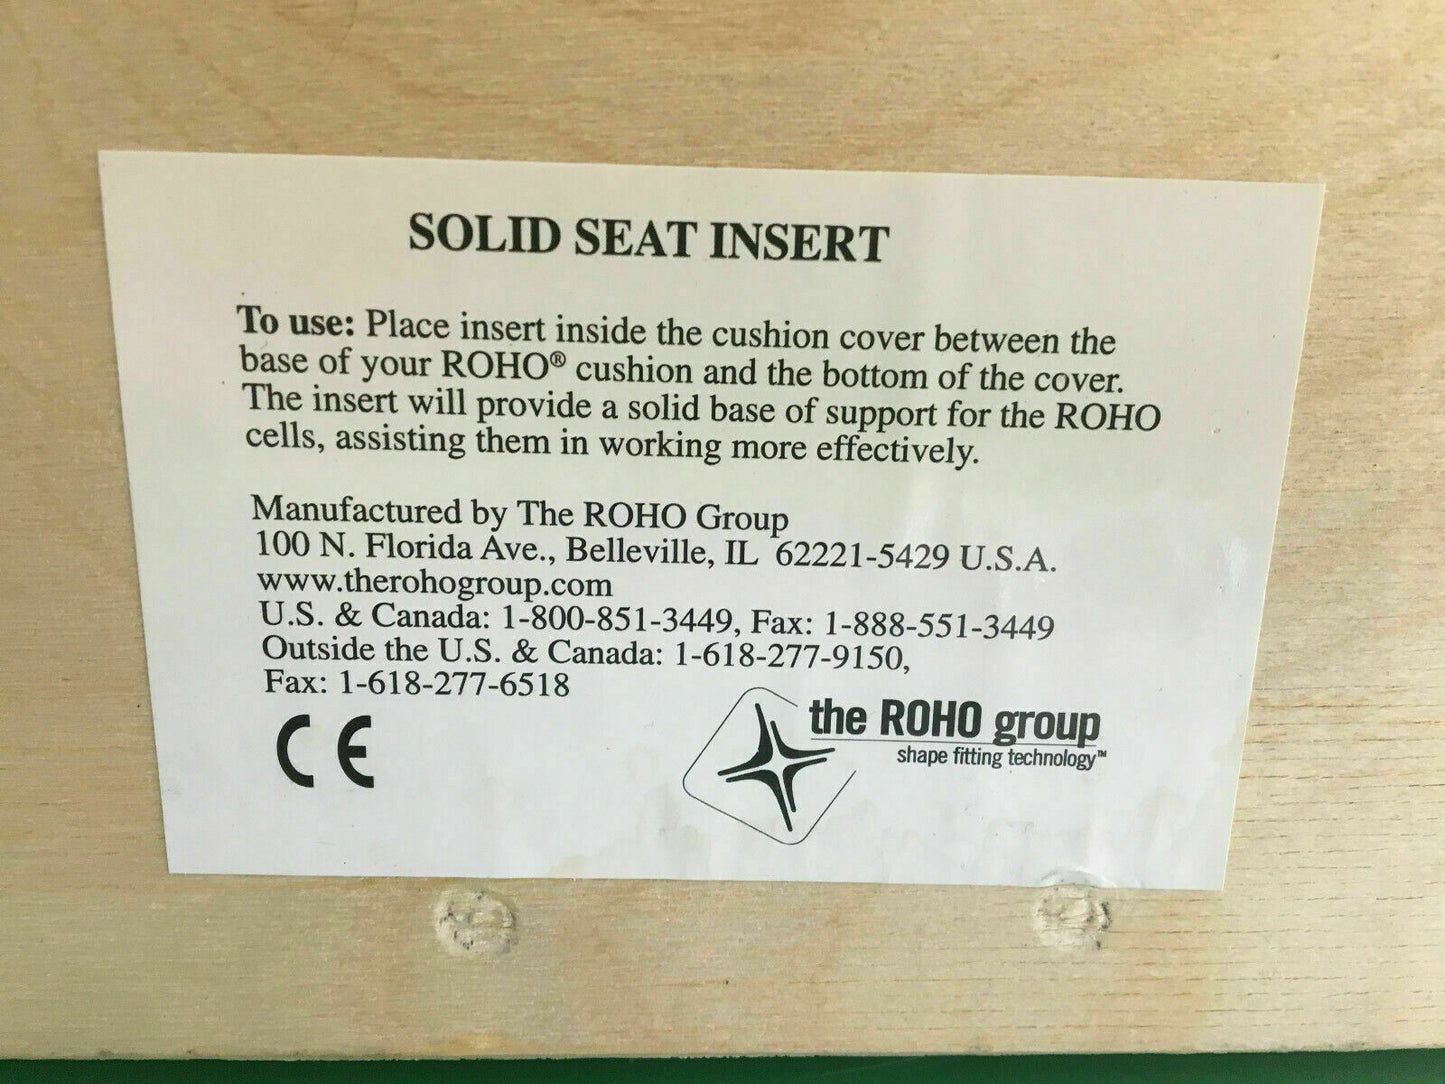 SOLID SEAT INSERT
To use: Place insert inside the cushion cover between the
base of your ROHO® cushion and the bottom of the cover.
The insert will provide a solid base of support for the ROHO
cells, assisting them in working more effectively.
Manufactured by The ROHO Group
100 N. Florida Ave., Belleville, IL 62221-5429 U.S.A.
www.therohogroup.com
U.S. & Canada: 1-800-851-3449, Fax: 1-888-551-3449
Outside the U.S. & Canada: 1-618-277-9150,
Fax: 1-618-277-6518
CE
the ROHO group
shape fitting technology™